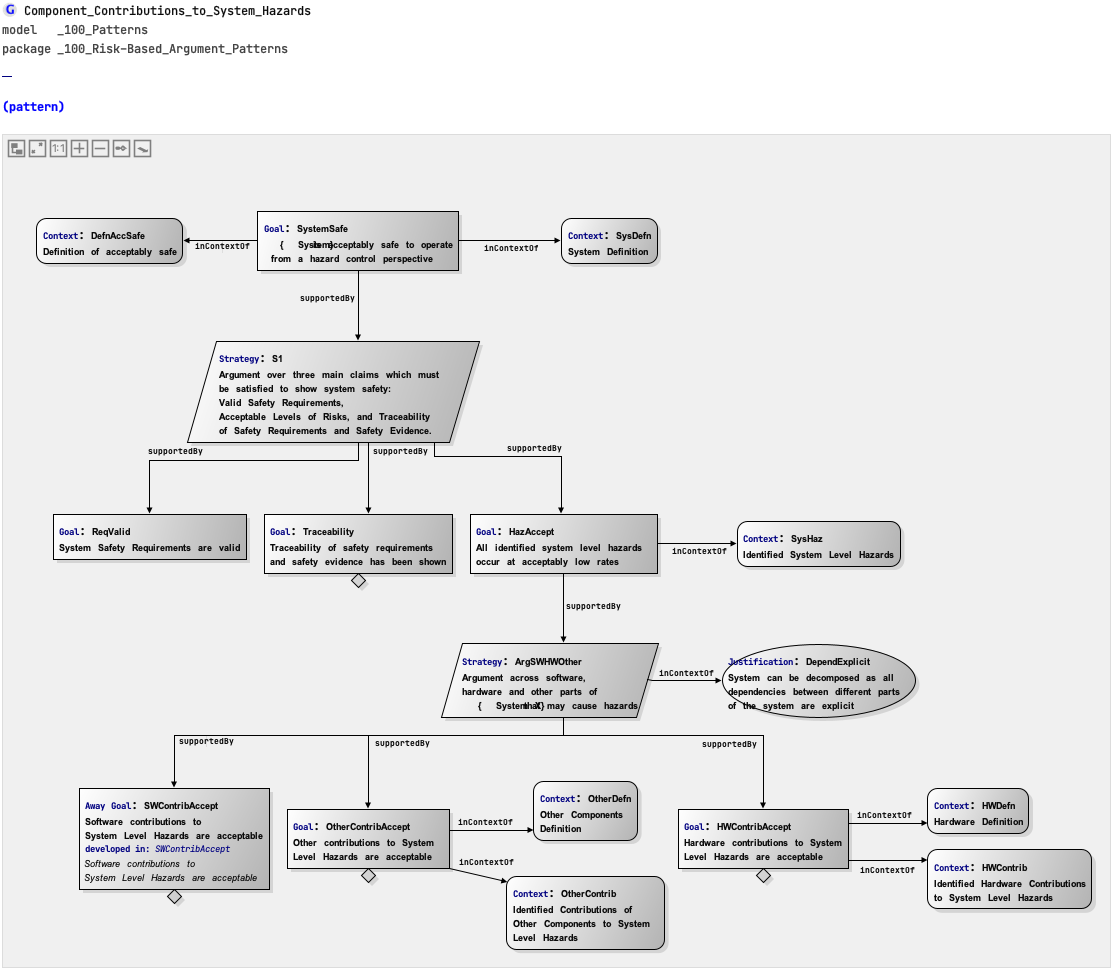 G Component_Contributions_to_System_Hazards
model _100_Patterns
package _100_Risk-Based_Argument_Patterns
(pattern)
1:1
Context: DefnAccSafe
Definition of acceptably safe
inContextOf
Goal: SystemSafe
{ System} acceptably safe to operate
from a hazard control perspective
inContextOf
Context: SysDefn
System Definition
supportedBy
Strategy: S1
Argument over three main claims which must
be satisfied to show system safety:
Valid Safety Requirements,
Acceptable Levels of Risks, and Traceability
of Safety Requirements and Safety Evidence.
supportedBy
supportedBy
supportedBy
Goal: ReqValid
System Safety Requirements are valid
Goal: Traceability
Traceability of safety requirements
and safety evidence has been shown
Goal: HazAccept
All identified system level hazards
occur at acceptably low rates
inContextOf
Context: SysHaz
Identified System Level Hazards
supportedBy
Strategy: ArgSWHWOther
Argument across software,
hardware and other parts of
{ System X} that may cause hazards
inContextOf
Justification: DependExplicit
System can be decomposed as all
dependencies between different parts
of the system are explicit
supportedBy
supportedBy
supportedBy
Away Goal: SWContribAccept
Software contributions to
System Level Hazards are acceptable
developed in: SWContribAccept
Software contributions to
System Level Hazards are acceptable
Goal: OtherContribAccept
Other contributions to System
Level Hazards are acceptable
inContextOf
Context: OtherDefn
Other Components
Definition
inContextOf
Context: OtherContrib
Identified Contributions of
Other Components to System
Level Hazards
Goal: HWContribAccept
Hardware contributions to System
Level Hazards are acceptable
inContextOf
Context: HWDefn
Hardware Definition
inContextOf
Context: HWContrib
Identified Hardware Contributions
to System Level Hazards